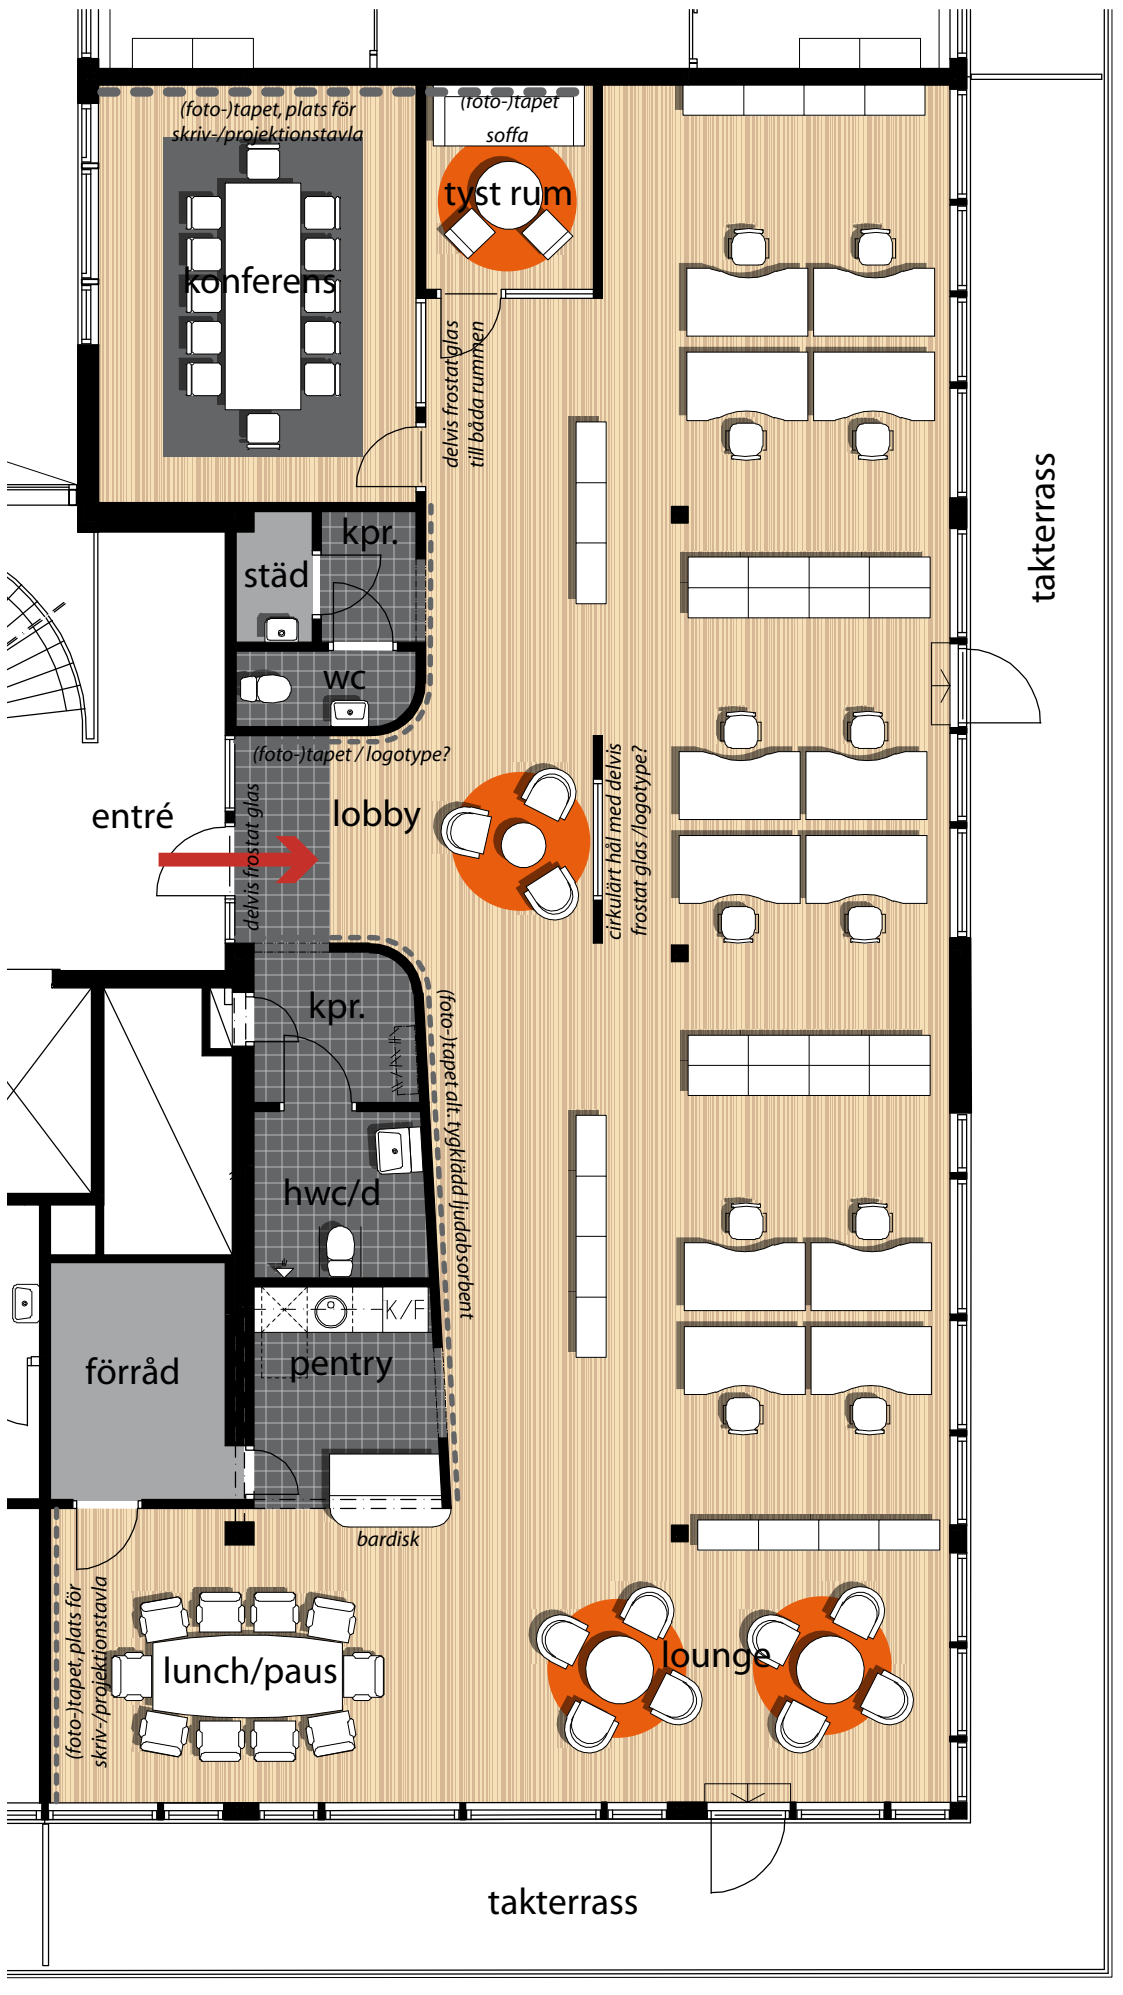 (foto-)tapet, plats för
skriv-/projektionstavla
(foto-)tapet
soffa
tyst rum
konferens
delvis frostat glas
till båda rummen
takterrass
kpr.
städ
wc
(foto-)tapet / logotype?
entré
lobby
delvis frostat glas
cirkulärt hål med delvis
frostat glas /logotype?
kpr.
(foto-)tapet alt. tygklädd ljudabsorbent
hwc/d
K/F
pentry
förråd
bardisk
(foto-)tapet, plats för
skriv-/projektionstavla
lunch/paus
lounge
takterrass